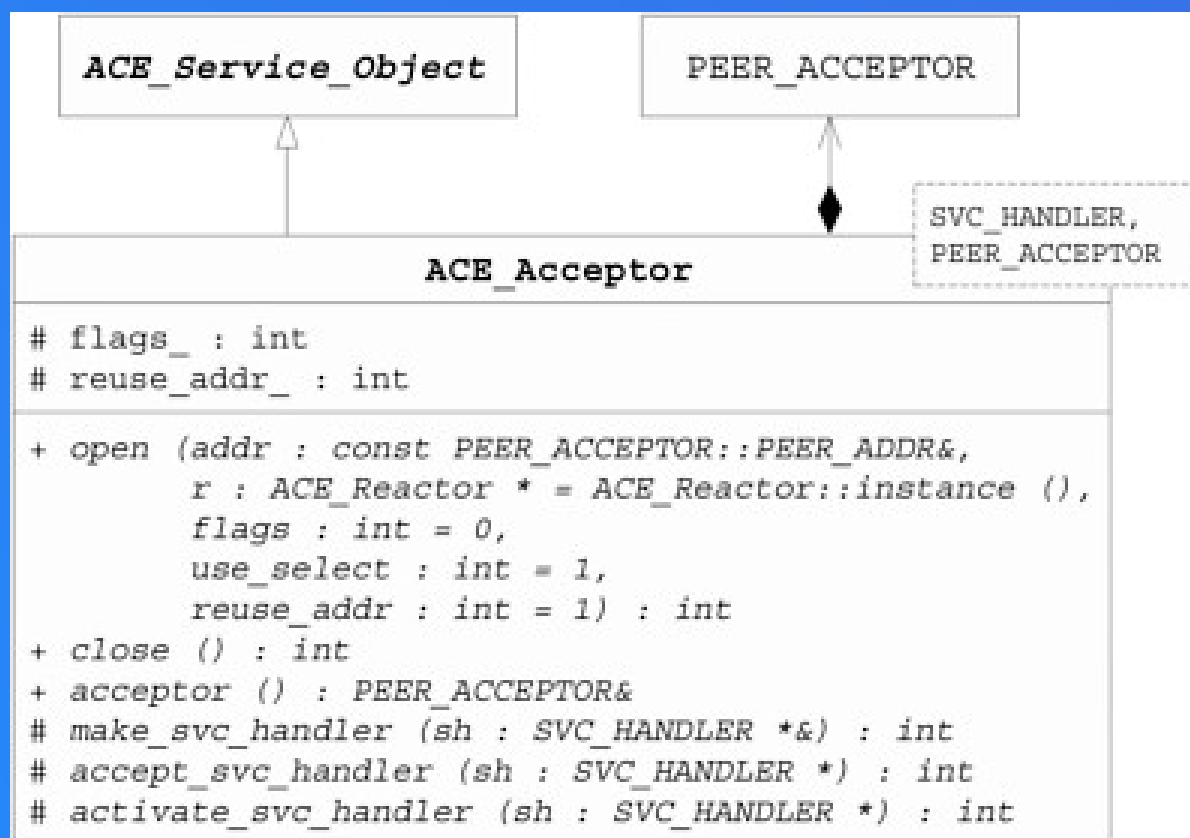 ACE_Service_Object
PEER_ACCEPTOR
SVC_HANDLER,
PEER_ACCEPTOR
ACE_Acceptor
# flags_ : int
# reuse_addr_ : int
+ open (addr : const PEER_ACCEPTOR::PEER_ADDR&,
r : ACE_Reactor * = ACE_Reactor::instance (),
flags : int = 0,
use_select : int = 1,
reuse_addr : int = 1) : int
+ close () : int
+ acceptor () : PEER_ACCEPTOR&
# make_svc_handler (sh : SVC_HANDLER *&) : int
# accept_svc_handler (sh : SVC_HANDLER *) : int
# activate_svc_handler (sh : SVC_HANDLER *) : int